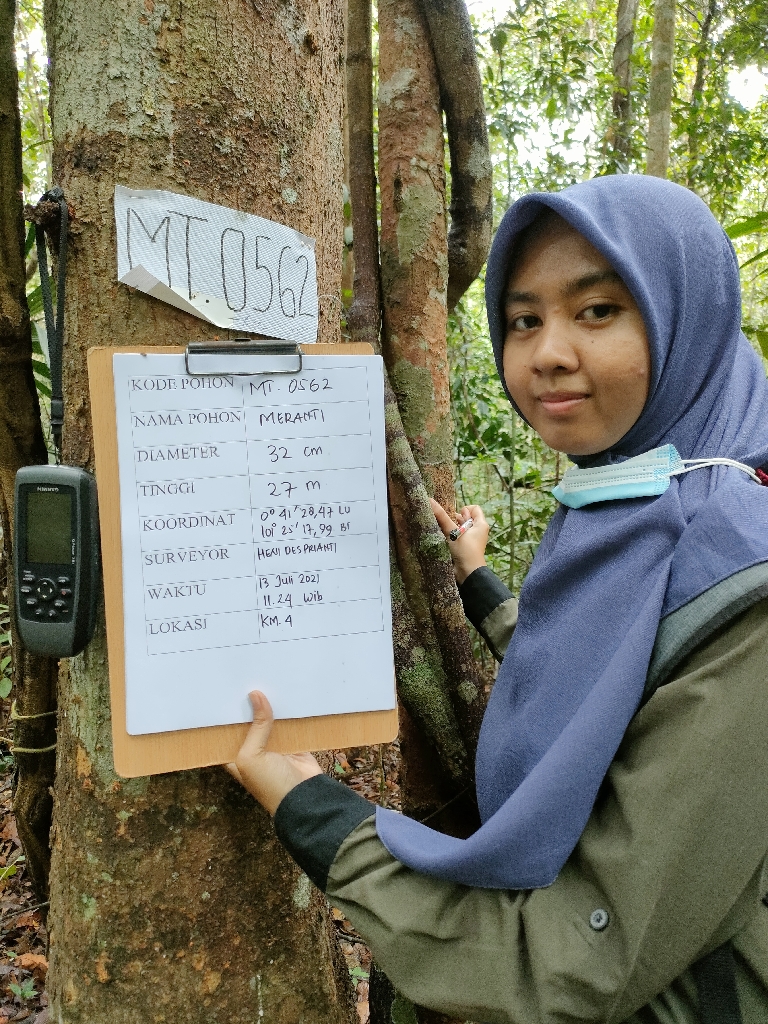 MT. 0562
KODE POHON MT. 0562
NAMA POHON MERANTI
DIAMETER 32 cm
TINGGI 27 m
KOORDINAT 0° 41' 28,47 LU
101° 25' 17,99 BT
SURVEYOR HENI DESPRIANTI
WAKTU 13 Juli 2021
11.24 Wib
LOKASI KM. 4